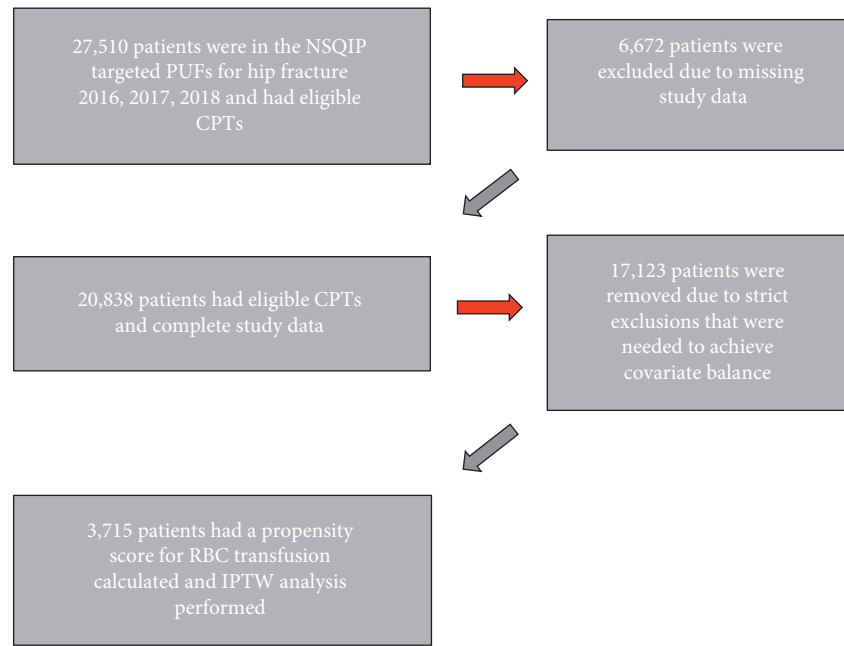 27,510 patients were in the NSQIP
targeted PUFs for hip fracture
2016, 2017, 2018 and had eligible
CPTs
6,672 patients were
excluded due to missing
study data
20,838 patients had eligible CPTs
and complete study data
17,123 patients were
removed due to strict
exclusions that were
needed to achieve
covariate balance
3,715 patients had a propensity
score for RBC transfusion
calculated and IPTW analysis
performed